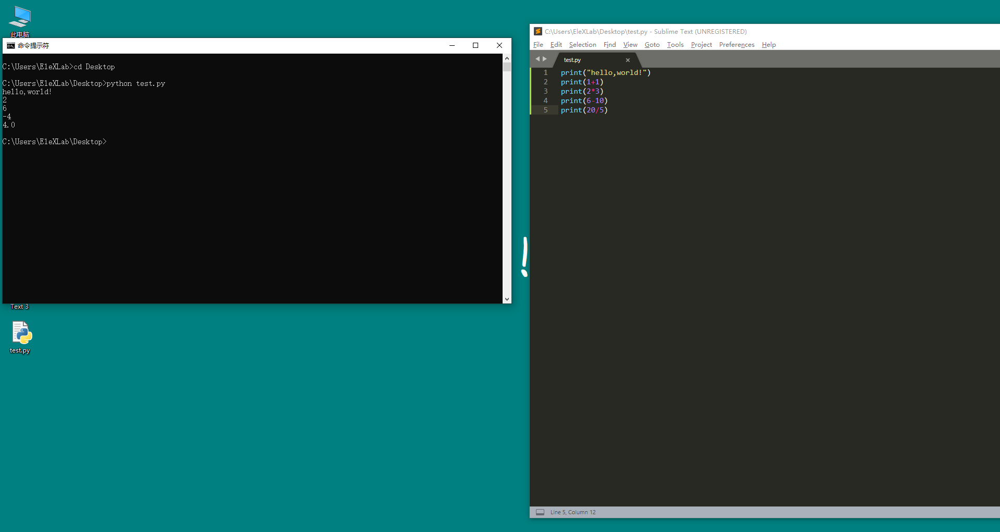 此电脑
命令提示符
C:\Users\EleXLab>cd Desktop
C:\Users\EleXLab\Desktop>python test.py
hello,world!
2
6
-4
4.0
C:\Users\EleXLab\Desktop>
Text 3
test.py
!
C:\Users\EleXLab\Desktop\test.py - Sublime Text (UNREGISTERED)
File Edit Selection Find View Goto Tools Project Preferences Help
test.py
1 print("hello,world!")
2 print(1+1)
3 print(2*3)
4 print(6-10)
5 print(20/5)
Line 5, Column 12